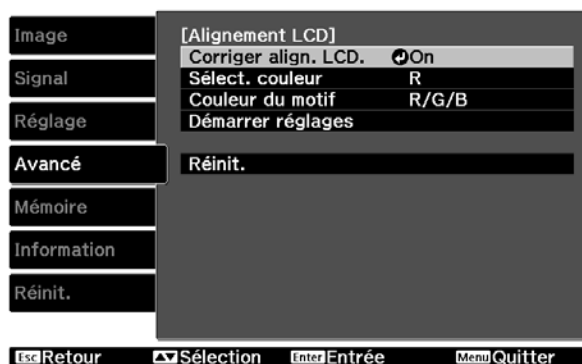 Image
Signal
Réglage
Avancé
Mémoire
Information
Réinit.
[Alignement LCD]
Corriger align. LCD. On
Sélect. couleur R
Couleur du motif R/G/B
Démarrer réglages
Réinit.
Esc Retour Sélection Enter Entrée Menu Quitter